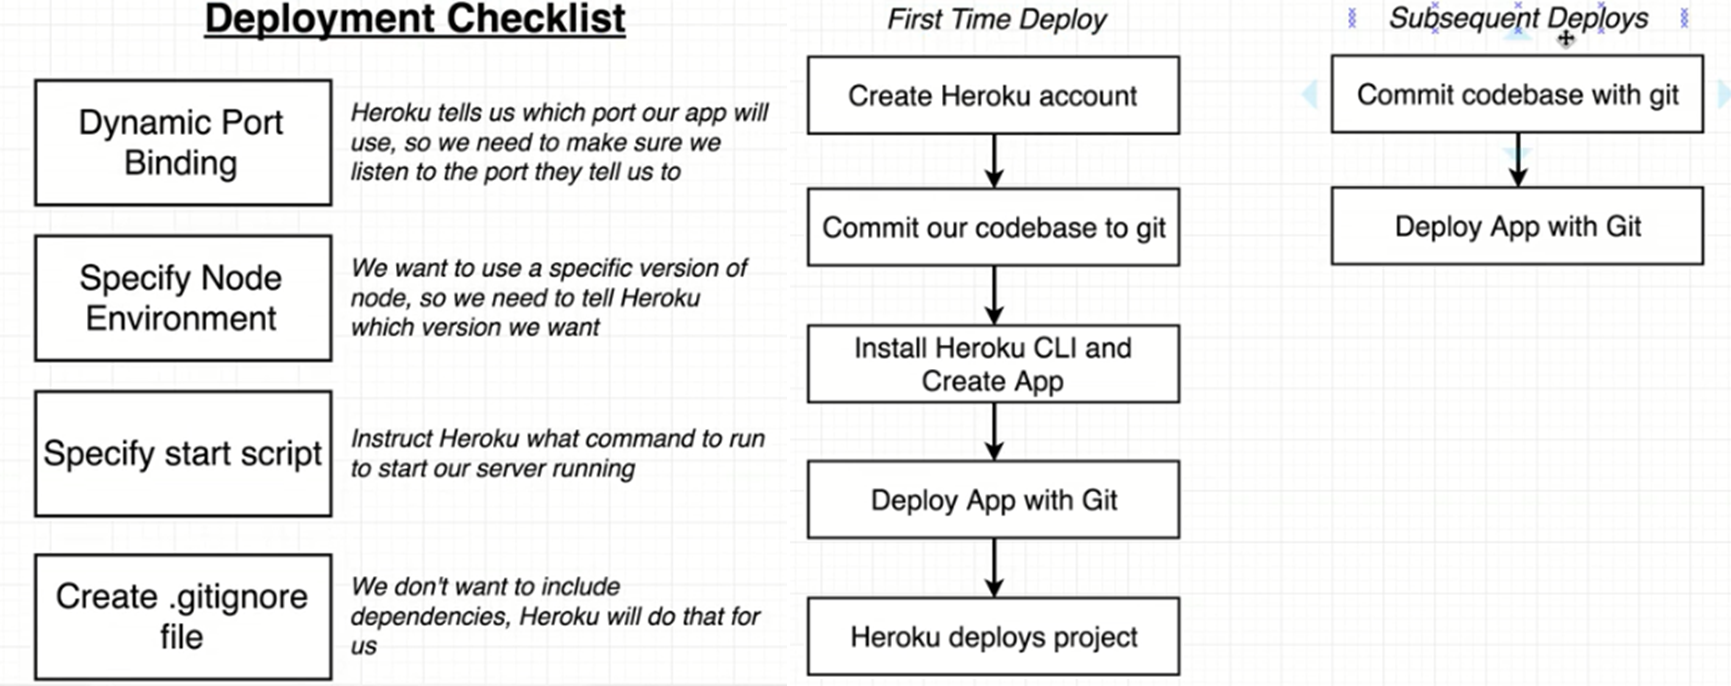 Deployment Checklist
Dynamic Port
Binding
Heroku tells us which port our app will
use, so we need to make sure we
listen to the port they tell us to
Specify Node
Environment
We want to use a specific version of
node, so we need to tell Heroku
which version we want
Specify start script
Instruct Heroku what command to run
to start our server running
Create .gitignore
file
We don't want to include
dependencies, Heroku will do that for
us
First Time Deploy
Create Heroku account
Commit our codebase to git
Install Heroku CLI and
Create App
Deploy App with Git
Heroku deploys project
Subsequent Deploys
Commit codebase with git
Deploy App with Git